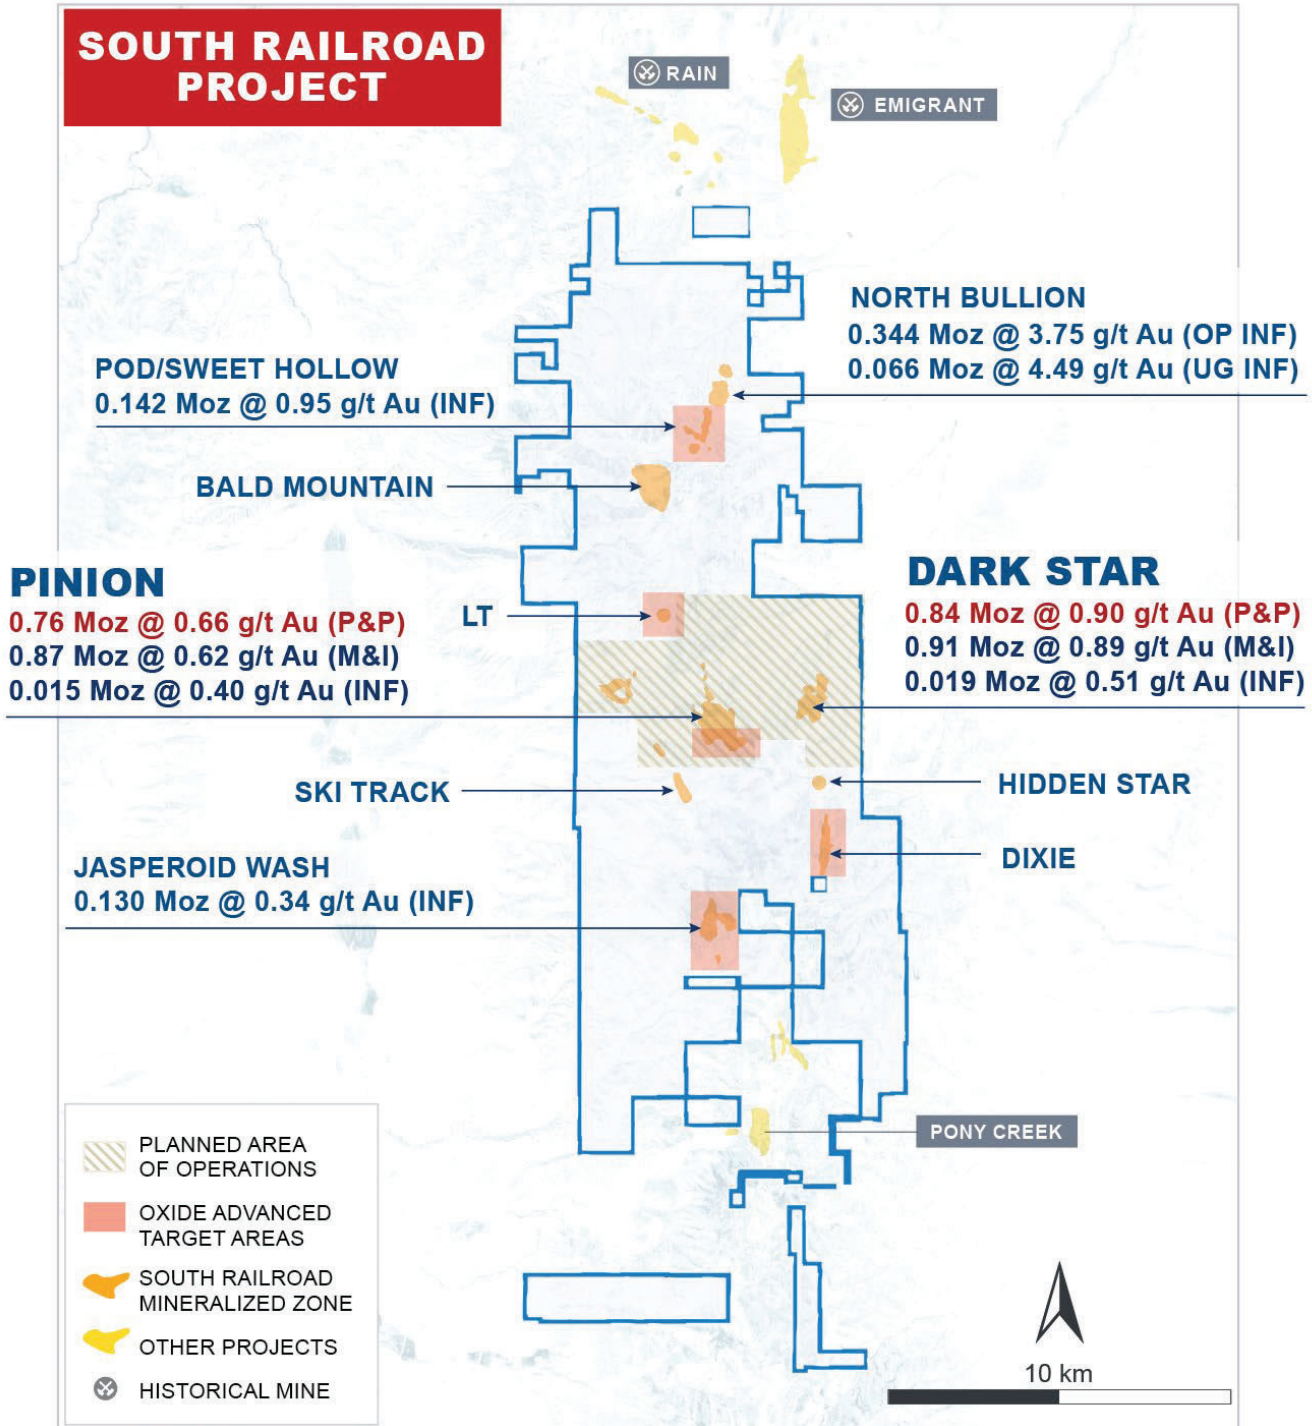 SOUTH RAILROAD
PROJECT
RAIN
EMIGRANT
NORTH BULLION
0.344 Moz @ 3.75 g/t Au (OP INF)
0.066 Moz @ 4.49 g/t Au (UG INF)
POD/SWEET HOLLOW
0.142 Moz @ 0.95 g/t Au (INF)
BALD MOUNTAIN
PINION
0.76 Moz @ 0.66 g/t Au (P&P)
0.87 Moz @ 0.62 g/t Au (M&I)
0.015 Moz @ 0.40 g/t Au (INF)
LT
DARK STAR
0.84 Moz @ 0.90 g/t Au (P&P)
0.91 Moz @ 0.89 g/t Au (M&I)
0.019 Moz @ 0.51 g/t Au (INF)
SKI TRACK
HIDDEN STAR
DIXIE
JASPEROID WASH
0.130 Moz @ 0.34 g/t Au (INF)
PONY CREEK
PLANNED AREA
OF OPERATIONS
OXIDE ADVANCED
TARGET AREAS
SOUTH RAILROAD
MINERALIZED ZONE
OTHER PROJECTS
HISTORICAL MINE
10 km